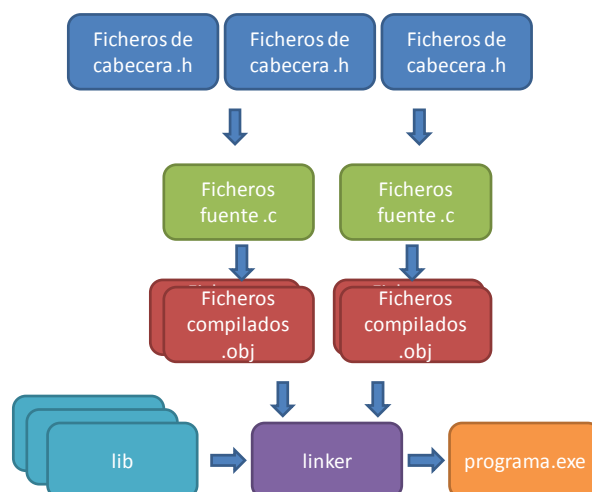 Ficheros de
cabecera .h
Ficheros de
cabecera .h
Ficheros de
cabecera .h
Ficheros
fuente .c
Ficheros
fuente .c
Ficheros
compilados
.obj
Ficheros
compilados
.obj
lib
linker
programa.exe